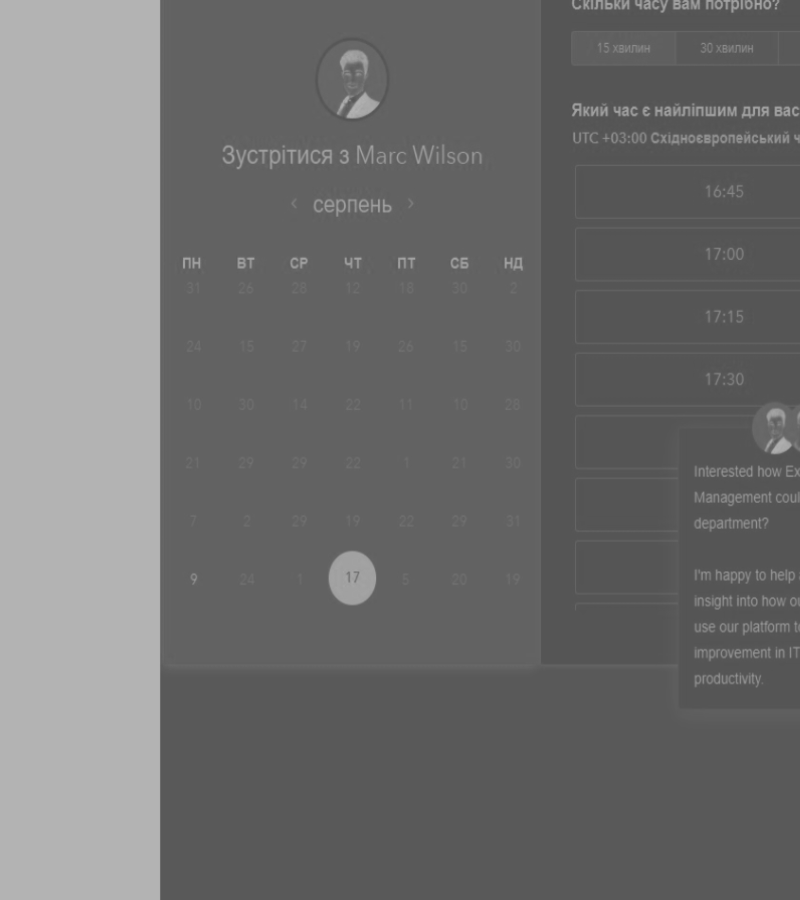 Зустрітися з Marc Wilson
‹ серпень ›
ПН ВТ СР ЧТ ПТ СБ НД
31 26 28 12 18 30 2
24 15 27 19 26 15 30
10 30 14 22 11 10 28
21 29 29 22 1 21 30
7 2 29 19 22 29 31
9 24 1 17 5 20 19
Скільки часу вам потрібно?
15 хвилин 30 хвилин
Який час є найліпшим для вас
UTC +03:00 Східноєвропейський ч
16:45
17:00
17:15
17:30
Interested how Ex
Management coul
department?
I'm happy to help
insight into how ou
use our platform to
improvement in IT
productivity.